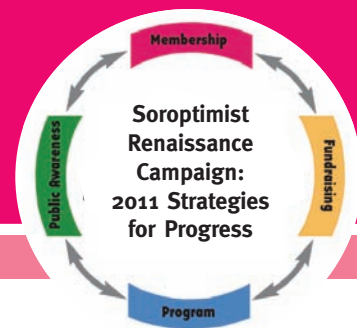 Membership
Soroptimist
Renaissance
Campaign:
2011 Strategies
for Progress
Public Awareness
Fundraising
Program